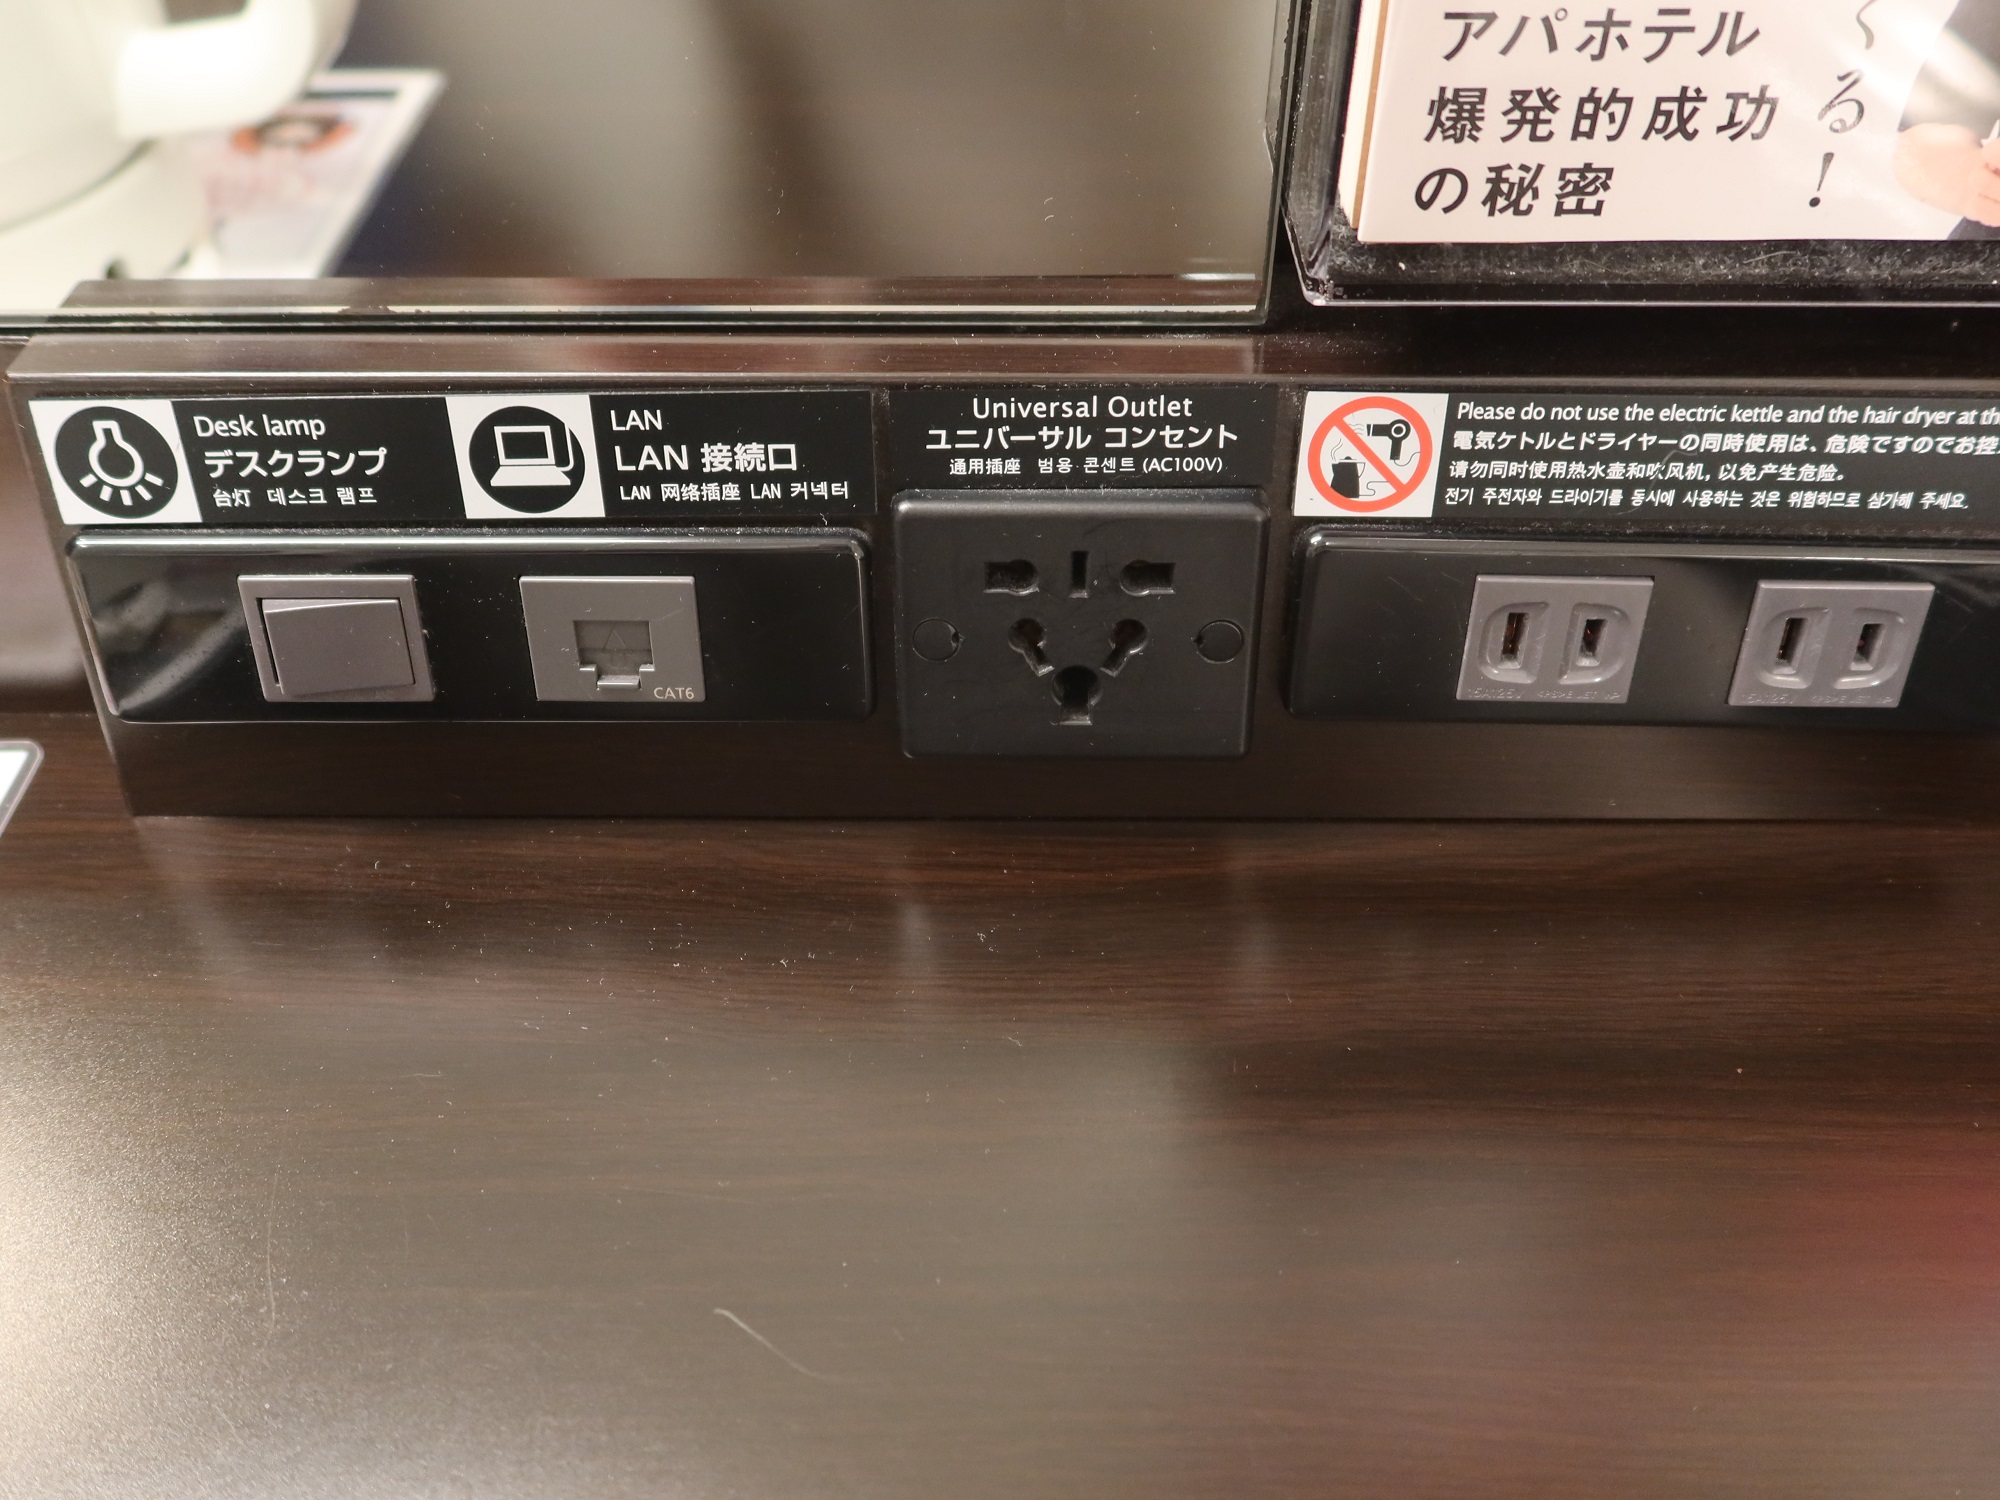 アパホテル
爆発的成功
の秘密
くる！
Desk lamp
デスクランプ
台灯 데스크 램프
LAN
LAN 接続口
LAN 网络插座 LAN 커넥터
Universal Outlet
ユニバーサル コンセント
通用插座 범용 콘센트 (AC100V)
Please do not use the electric kettle and the hair dryer at the
電気ケトルとドライヤーの同時使用は、危険ですのでお控
请勿同时使用热水壶和吹风机, 以免产生危险。
전기 주전자와 드라이기를 동시에 사용하는 것은 위험하므로 삼가해 주세요.
CAT6
15A125V
15A125V